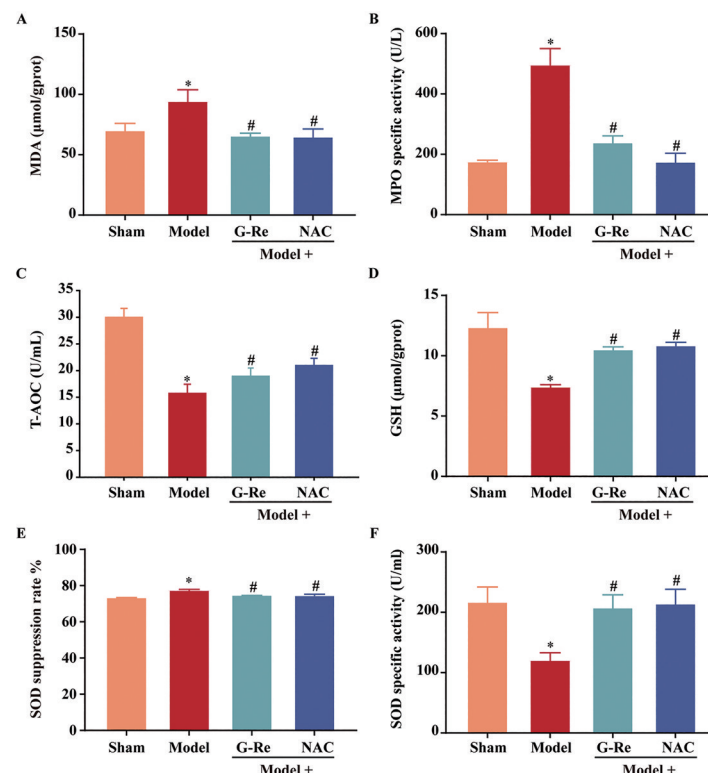 A
MDA (μmol/gprot)
150
100
50
0
*
#
#
Sham
Model
G-Re
NAC
Model +
B
MPO specific activity (U/L)
600
400
200
0
*
#
#
Sham
Model
G-Re
NAC
Model +
C
T-AOC (U/mL)
35
30
25
20
15
10
5
0
*
#
#
Sham
Model
G-Re
NAC
Model +
D
GSH (μmol/gprot)
15
10
5
0
*
#
#
Sham
Model
G-Re
NAC
Model +
E
SOD suppression rate %
100
80
60
40
20
0
*
#
#
Sham
Model
G-Re
NAC
Model +
F
SOD specific activity (U/ml)
300
200
100
0
*
#
#
Sham
Model
G-Re
NAC
Model +